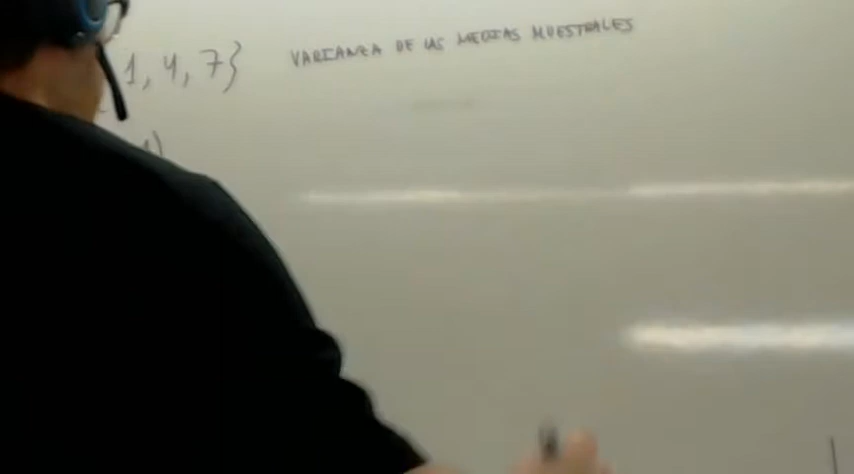 1, 4, 7} VARIANZA DE LAS MEDIAS MUESTRALES